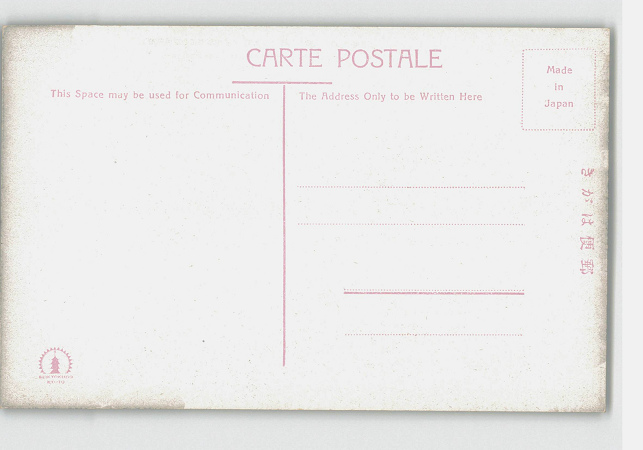 CARTE POSTALE
This Space may be used for Communication
The Address Only to be Written Here
Made
in
Japan
きがは便郵